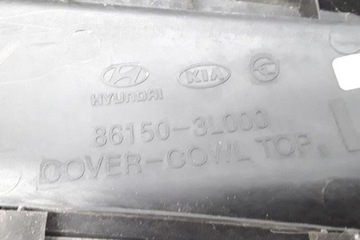 HYUNDAI KIA
86150-3L000
COVER-COWL TOP